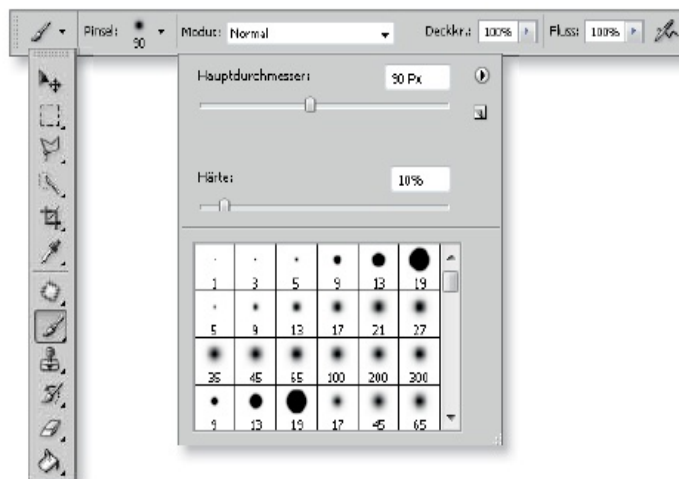 Pinsel: 90 Modus: Normal Deckkr.: 100% Fluss: 100%
Hauptdurchmesser: 90 Px
Härte: 10%
1 3 5 9 13 19
5 9 13 17 21 27
35 45 65 100 200 300
9 13 19 17 45 65